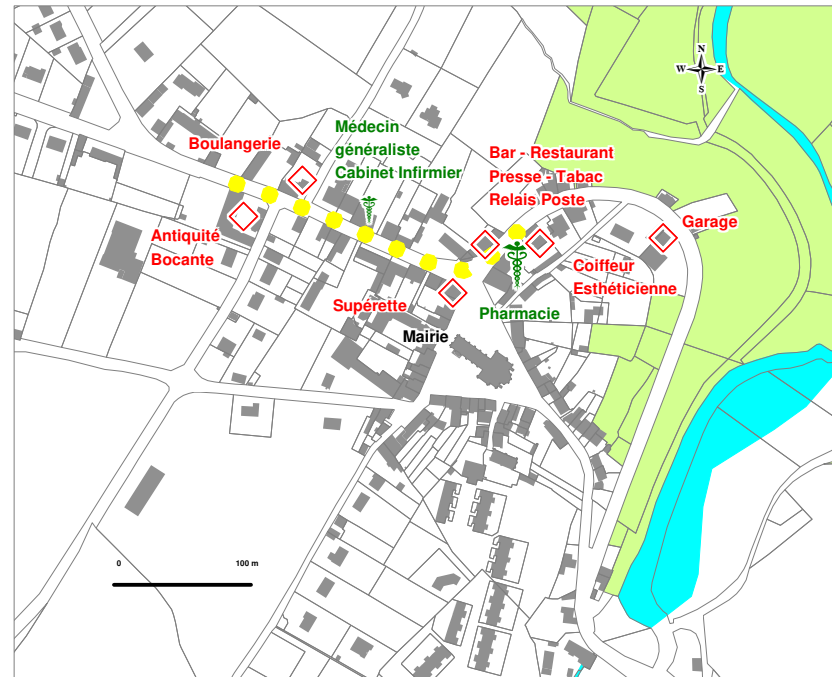 N
W E
S
Médecin
généraliste
Cabinet Infirmier
Boulangerie
Bar - Restaurant
Presse - Tabac
Relais Poste
Garage
Antiquité
Bocante
Coiffeur
Esthéticienne
Supérette
Pharmacie
Mairie
0 100 m